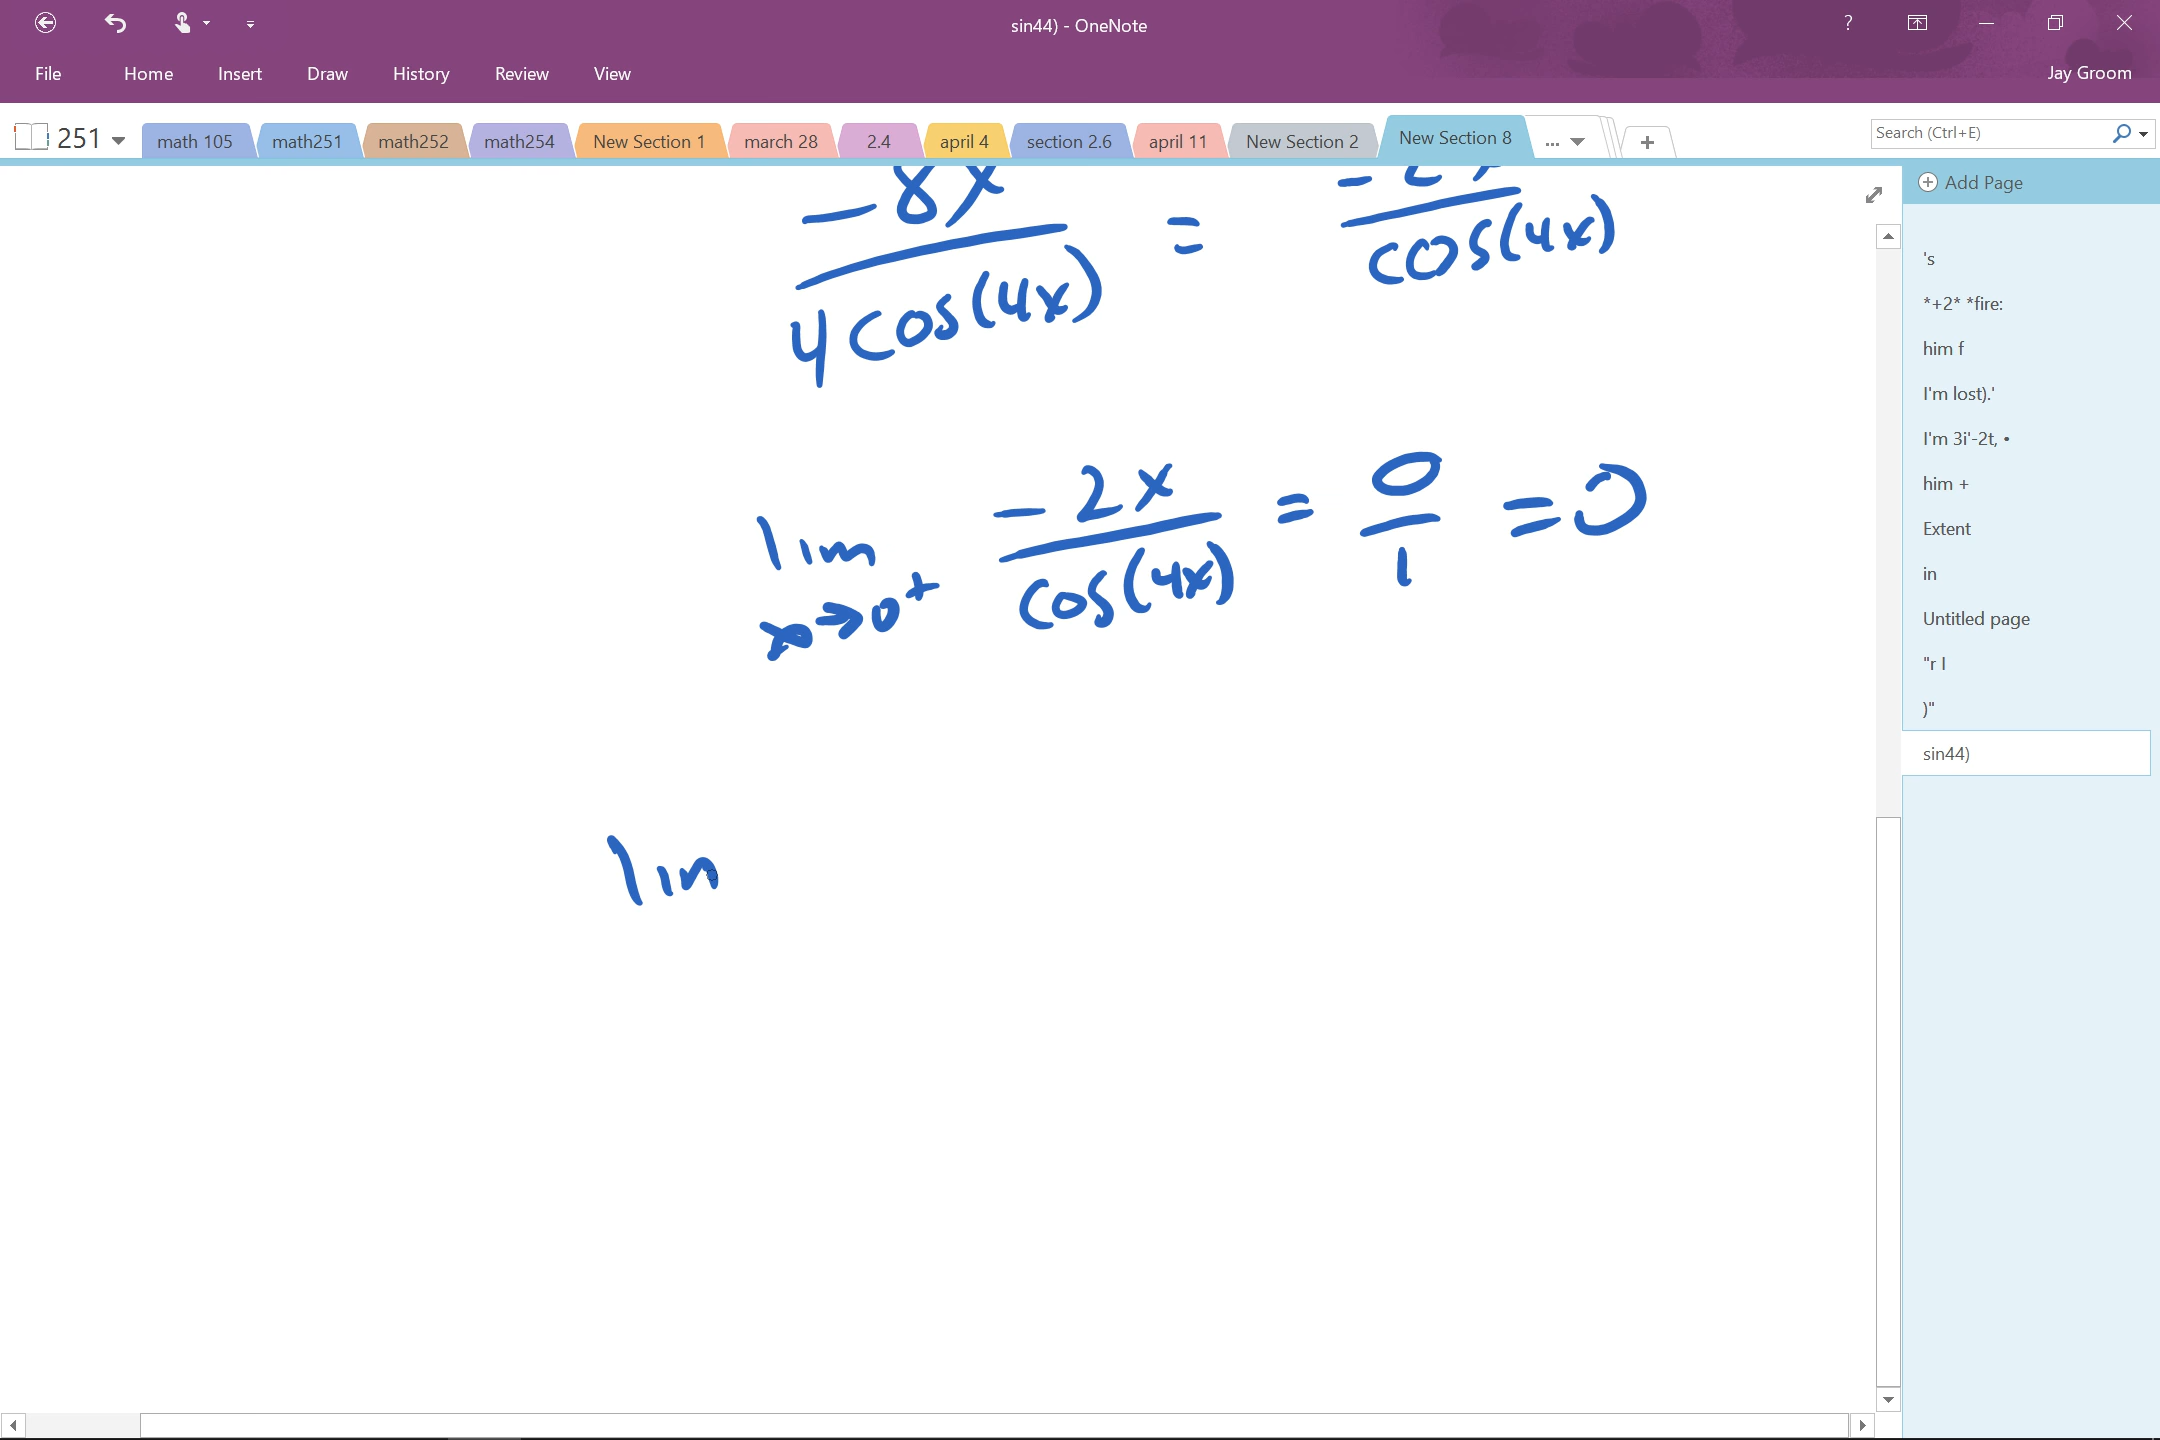 sin44) - OneNote
?
File Home Insert Draw History Review View
Jay Groom
251 math 105 math251 math252 math254 New Section 1 march 28 2.4 april 4 section 2.6 april 11 New Section 2 New Section 8 ... +
Search (Ctrl+E)
Add Page
's
*+2* *fire:
him f
I'm lost).'
I'm 3i'-2t, •
him +
Extent
in
Untitled page
"r I
)"
sin44)
-8x
4cos(4x)
=
cos(4x)
lim
x→0+
-2x
cos(4x)
=
0
1
=0
lim